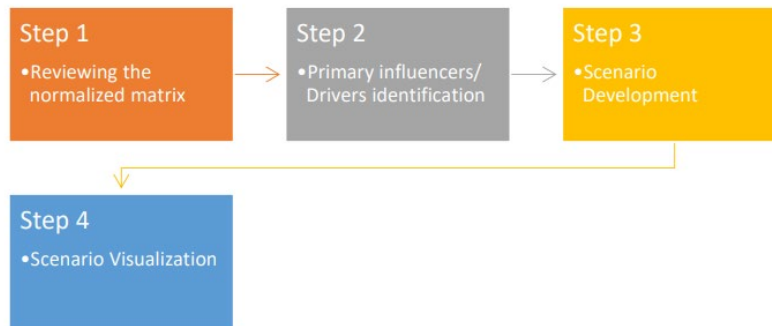 Step 1
•Reviewing the
normalized matrix
Step 2
•Primary influencers/
Drivers identification
Step 3
•Scenario
Development
Step 4
•Scenario Visualization